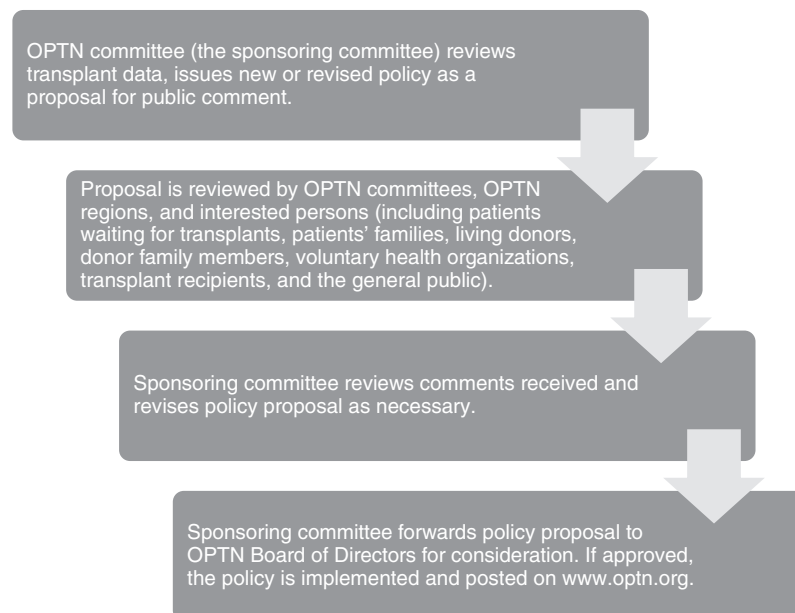 OPTN committee (the sponsoring committee) reviews
transplant data, issues new or revised policy as a
proposal for public comment.
Proposal is reviewed by OPTN committees, OPTN
regions, and interested persons (including patients
waiting for transplants, patients' families, living donors,
donor family members, voluntary health organizations,
transplant recipients, and the general public).
Sponsoring committee reviews comments received and
revises policy proposal as necessary.
Sponsoring committee forwards policy proposal to
OPTN Board of Directors for consideration. If approved,
the policy is implemented and posted on www.optn.org.